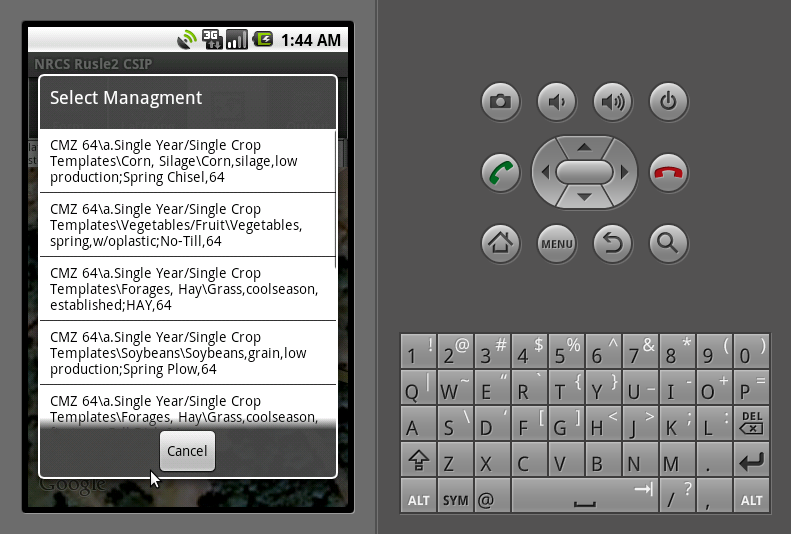 3G
1:44 AM
NRCS Rusle2 CSIP
Select Managment
CMZ 64\a.Single Year/Single Crop
Templates\Corn, Silage\Corn,silage,low
production;Spring Chisel,64
CMZ 64\a.Single Year/Single Crop
Templates\Vegetables/Fruit\Vegetables,
spring,w/oplastic;No-Till,64
CMZ 64\a.Single Year/Single Crop
Templates\Forages, Hay\Grass,coolseason,
established;HAY,64
CMZ 64\a.Single Year/Single Crop
Templates\Soybeans\Soybeans,grain,low
production;Spring Plow,64
CMZ 64\a.Single Year/Single Crop
Templates\Forages, Hay\Grass,coolseason,
Cancel
Google
MENU
1 ! 2 @ 3 # 4 $ 5 % 6 ^ 7 & 8 * 9 ( 0 )
Q | W ~ E “ R ` T { Y } U _ I - O + P =
A S \ D ‘ F [ G ] H < J > K ; L : DEL
Z X C V B N M .
ALT SYM @ / ? , ALT